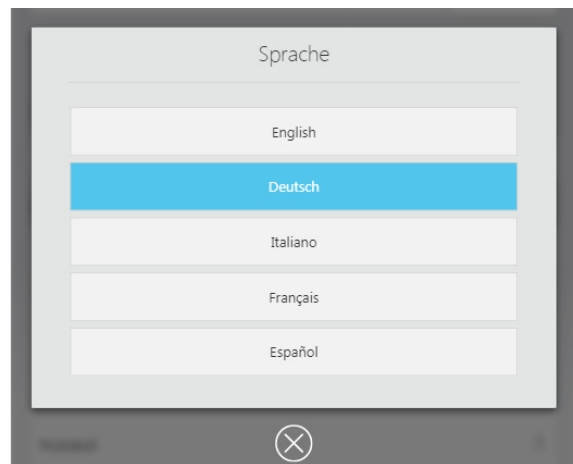 Sprache
English
Deutsch
Italiano
Français
Español